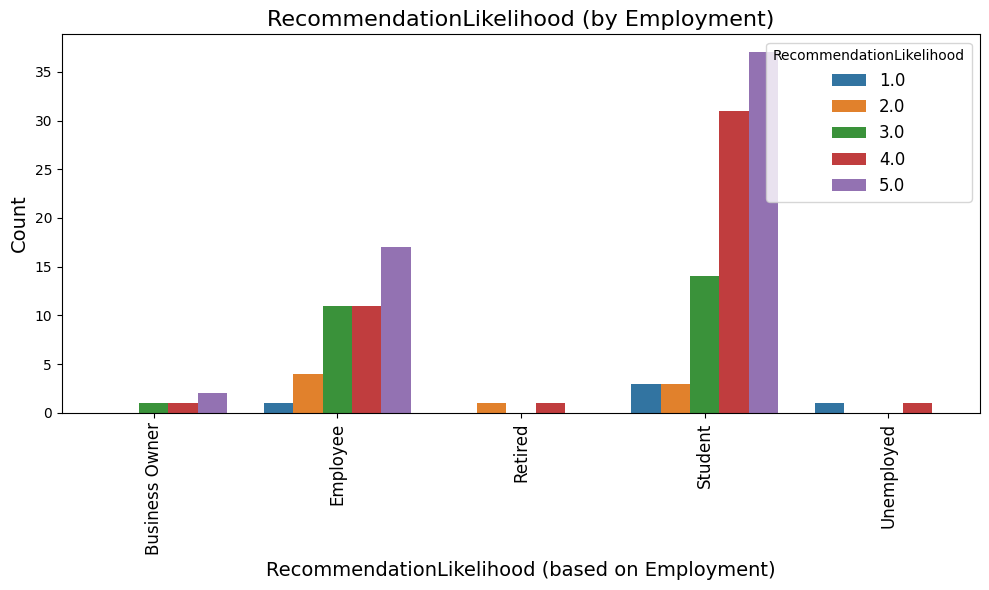 RecommendationLikelihood (by Employment)
RecommendationLikelihood
1.0
2.0
3.0
4.0
5.0
Count
35
30
25
20
15
10
5
0
Business Owner
Employee
Retired
Student
Unemployed
RecommendationLikelihood (based on Employment)